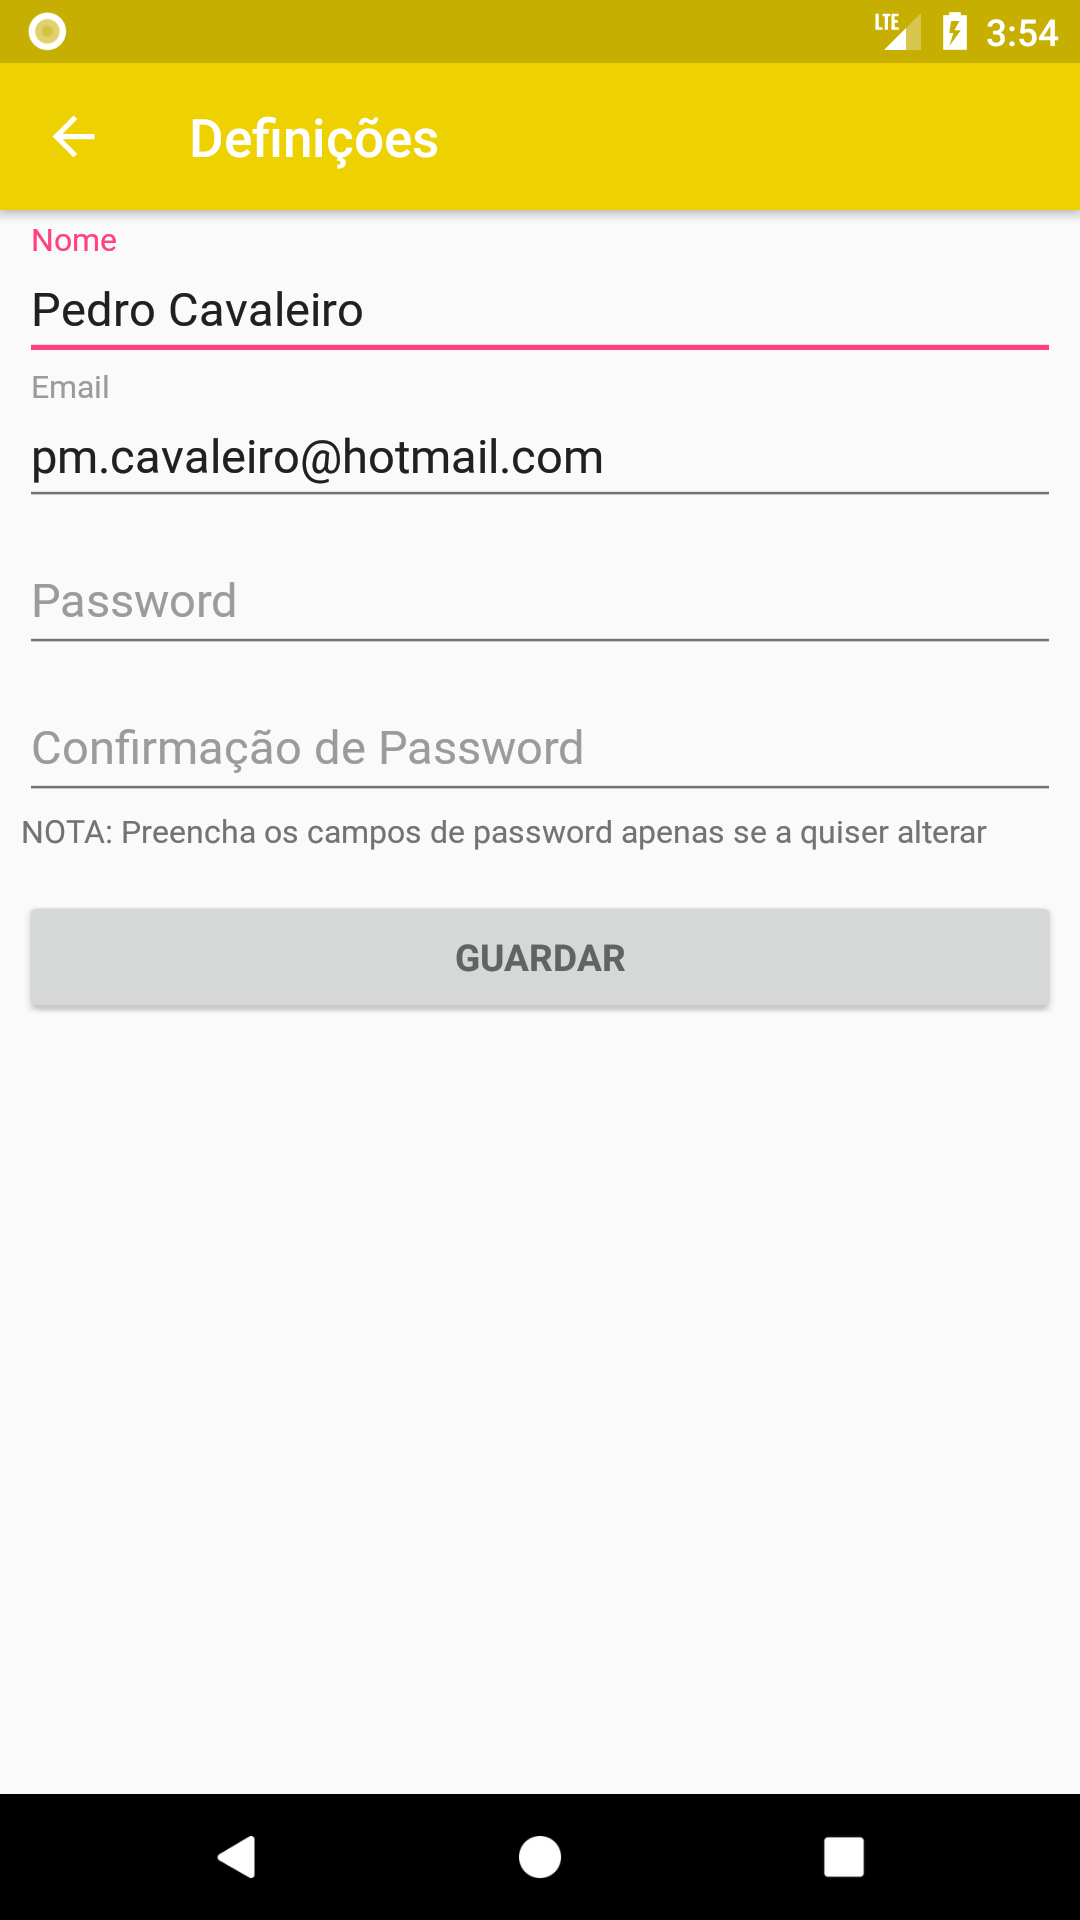 LTE 3:54
Definições
Nome
Pedro Cavaleiro
Email
pm.cavaleiro@hotmail.com
Password
Confirmação de Password
NOTA: Preencha os campos de password apenas se a quiser alterar
GUARDAR